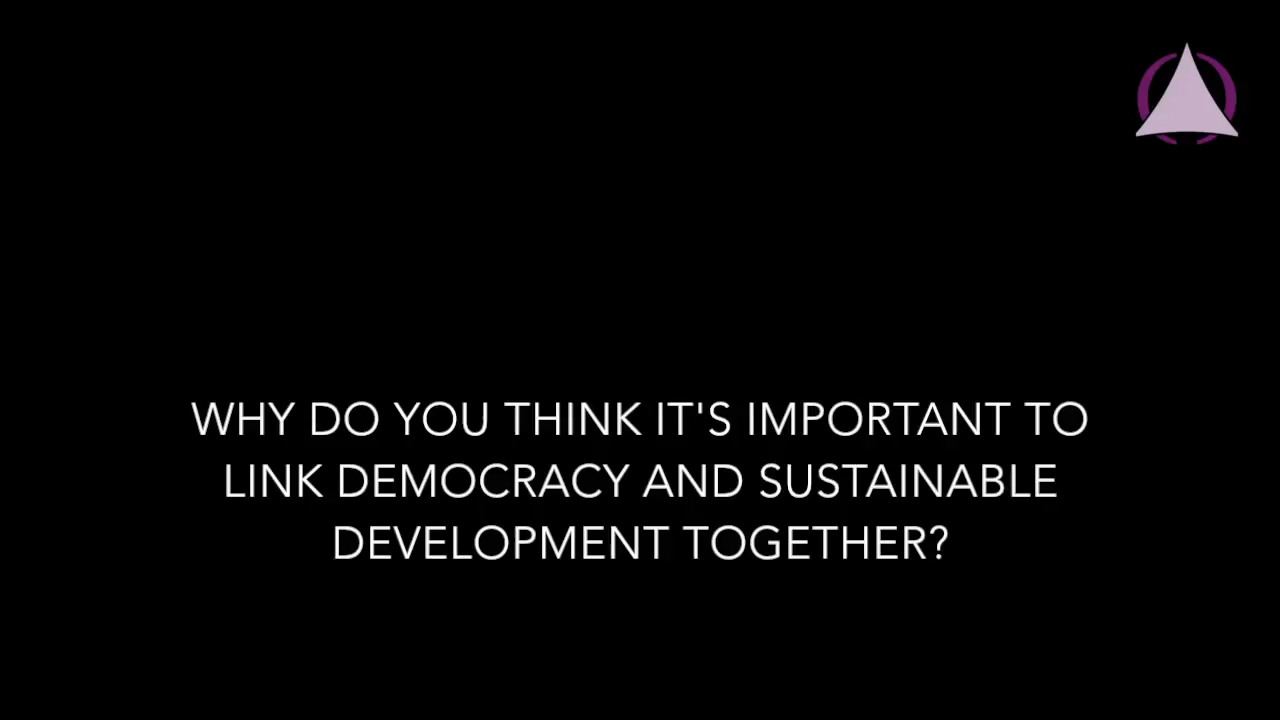 WHY DO YOU THINK IT'S IMPORTANT TO
LINK DEMOCRACY AND SUSTAINABLE
DEVELOPMENT TOGETHER?